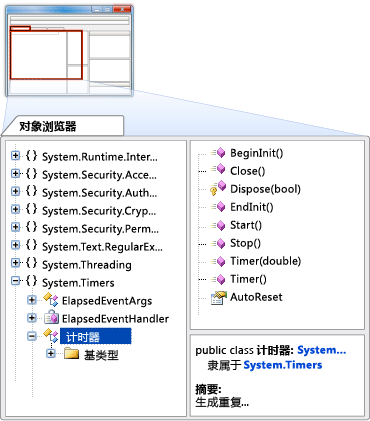 对象浏览器
{} System.Runtime.Inter...
{} System.Security.Acce...
{} System.Security.Auth...
{} System.Security.Cryp...
{} System.Security.Perm...
{} System.Text.RegularEx...
{} System.Threading
{} System.Timers
ElapsedEventArgs
ElapsedEventHandler
计时器
基类型
BeginInit()
Close()
Dispose(bool)
EndInit()
Start()
Stop()
Timer(double)
Timer()
AutoReset
public class 计时器: System...
隶属于 System.Timers
摘要:
生成重复...